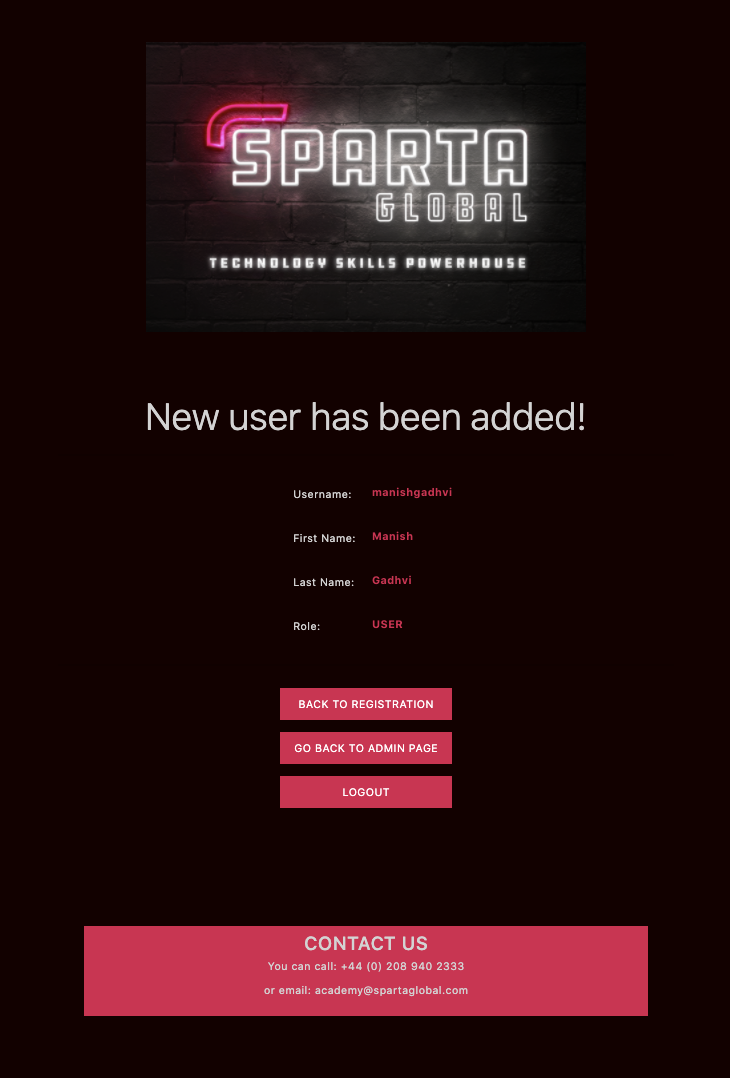 SPARTA
GLOBAL
TECHNOLOGY SKILLS POWERHOUSE
New user has been added!
Username: manishgadhvi
First Name: Manish
Last Name: Gadhvi
Role: USER
BACK TO REGISTRATION
GO BACK TO ADMIN PAGE
LOGOUT
CONTACT US
You can call: +44 (0) 208 940 2333
or email: academy@spartaglobal.com